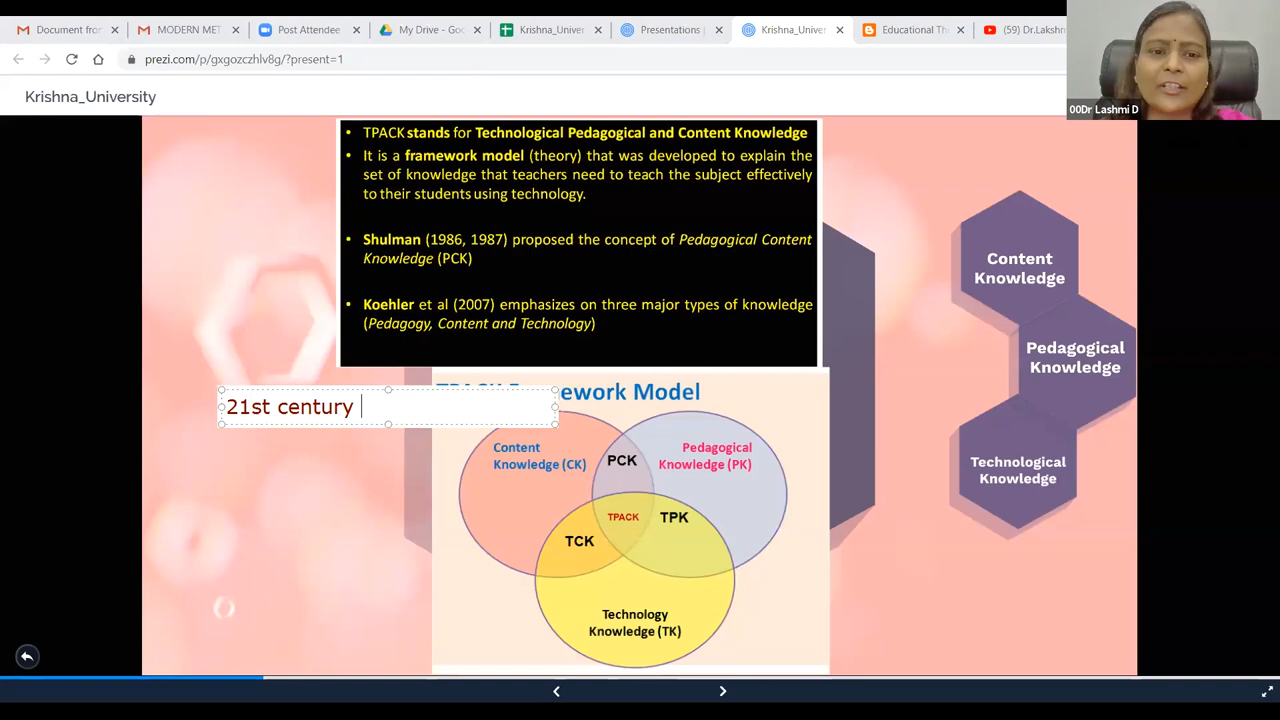 Document fron
MODERN MET
Post Attendee
My Drive - Goo
Krishna_Univer
Presentations |
Krishna_Univer
Educational Th
(59) Dr.Lakshm
prezi.com/p/gxgozczhlv8g/?present=1
00Dr Lashmi D
Krishna_University
• TPACK stands for Technological Pedagogical and Content Knowledge
• It is a framework model (theory) that was developed to explain the
set of knowledge that teachers need to teach the subject effectively
to their students using technology.
• Shulman (1986, 1987) proposed the concept of Pedagogical Content
Knowledge (PCK)
• Koehler et al (2007) emphasizes on three major types of knowledge
(Pedagogy, Content and Technology)
Content
Knowledge
Pedagogical
Knowledge
Technological
Knowledge
ework Model
21st century
Content
Knowledge (CK)
PCK
Pedagogical
Knowledge (PK)
TPACK
TPK
TCK
Technology
Knowledge (TK)